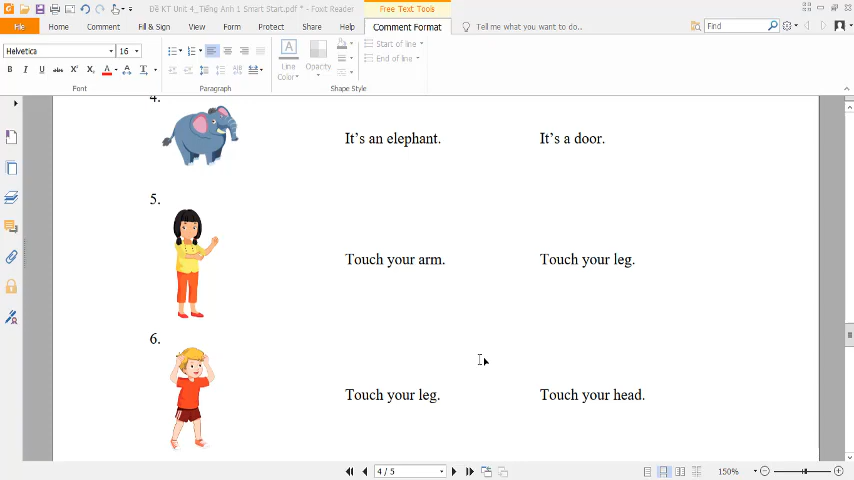 Đề KT Unit 4_Tiếng Anh 1 Smart Start.pdf * - Foxit Reader
Free Text Tools
File
Home
Comment
Fill & Sign
View
Form
Protect
Share
Help
Comment Format
Tell me what you want to do...
Find
Helvetica
16
Start of line
End of line
Line
Color
Opacity
Font
Paragraph
Shape Style
4.
It's an elephant.
It's a door.
5.
Touch your arm.
Touch your leg.
6.
Touch your leg.
Touch your head.
4 / 5
150%